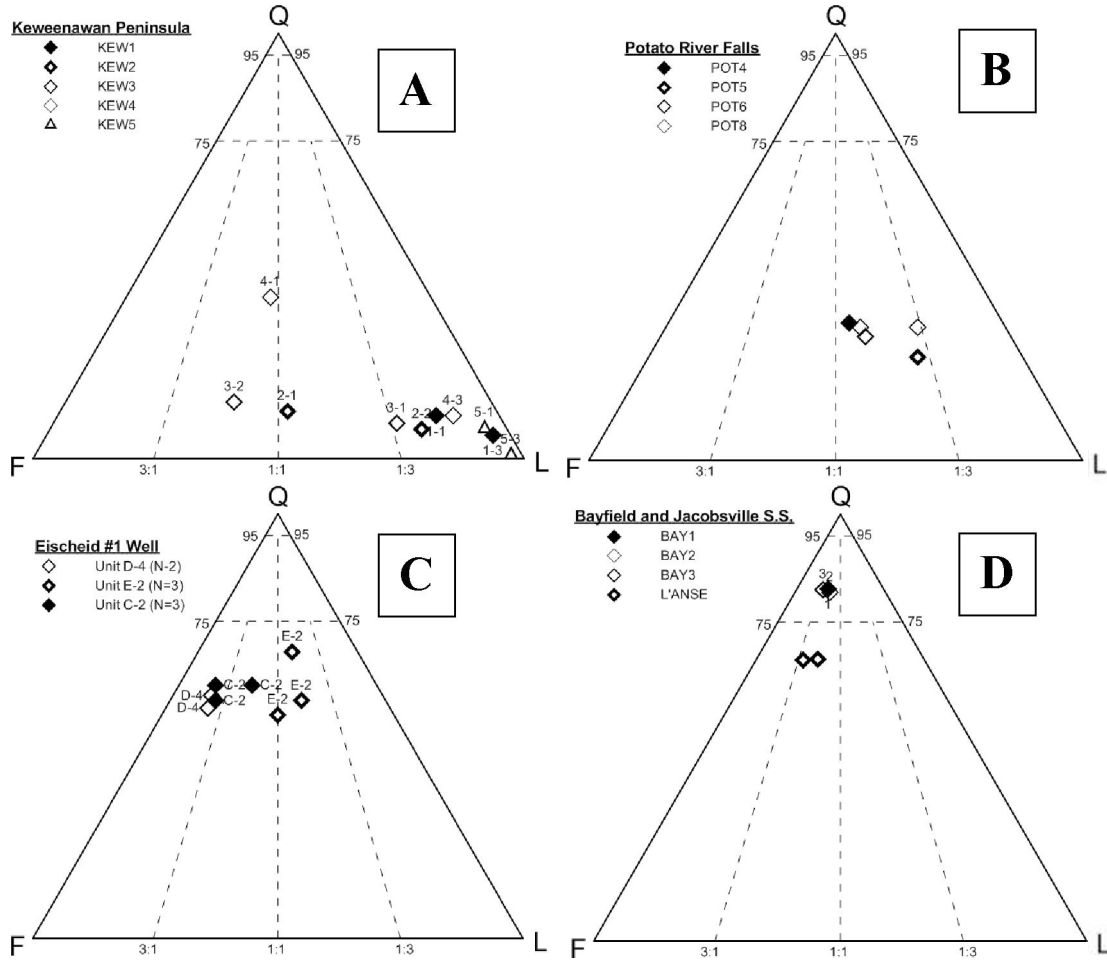 Q
Keweenawan Peninsula
KEW1
KEW2
KEW3
KEW4
KEW5
A
95 95
75 75
4-1
3-2
2-1
3-1
2-2
4-3
1-1
5-1
5-3
1-3
F L
3:1 1:1 1:3
Q
Potato River Falls
POT4
POT5
POT6
POT8
B
95 95
75 75
F L
3:1 1:1 1:3
Q
Eischeid #1 Well
Unit D-4 (N-2)
Unit E-2 (N=3)
Unit C-2 (N=3)
C
95 95
75 75
E-2
C-2 C-2
D-4 C-2 E-2
D-4 E-2
F L
3:1 1:1 1:3
Q
Bayfield and Jacobsville S.S.
BAY1
BAY2
BAY3
L'ANSE
D
95 95
3 2
1
75 75
F L
3:1 1:1 1:3